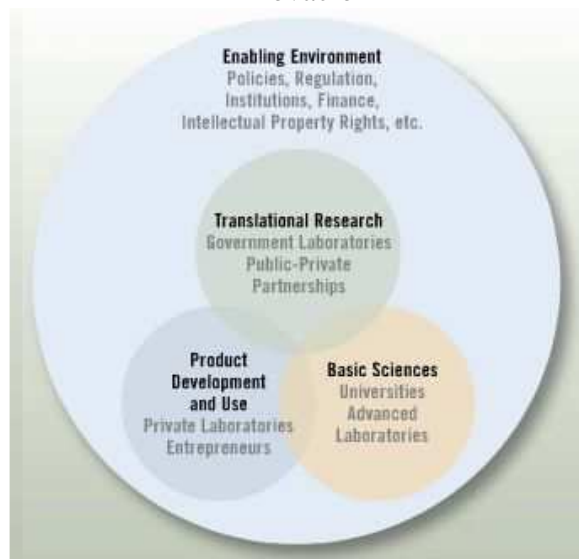 Enabling Environment
Policies, Regulation,
Institutions, Finance,
Intellectual Property Rights, etc.
Translational Research
Government Laboratories
Public-Private
Partnerships
Product
Development
and Use
Private Laboratories
Entrepreneurs
Basic Sciences
Universities
Advanced
Laboratories